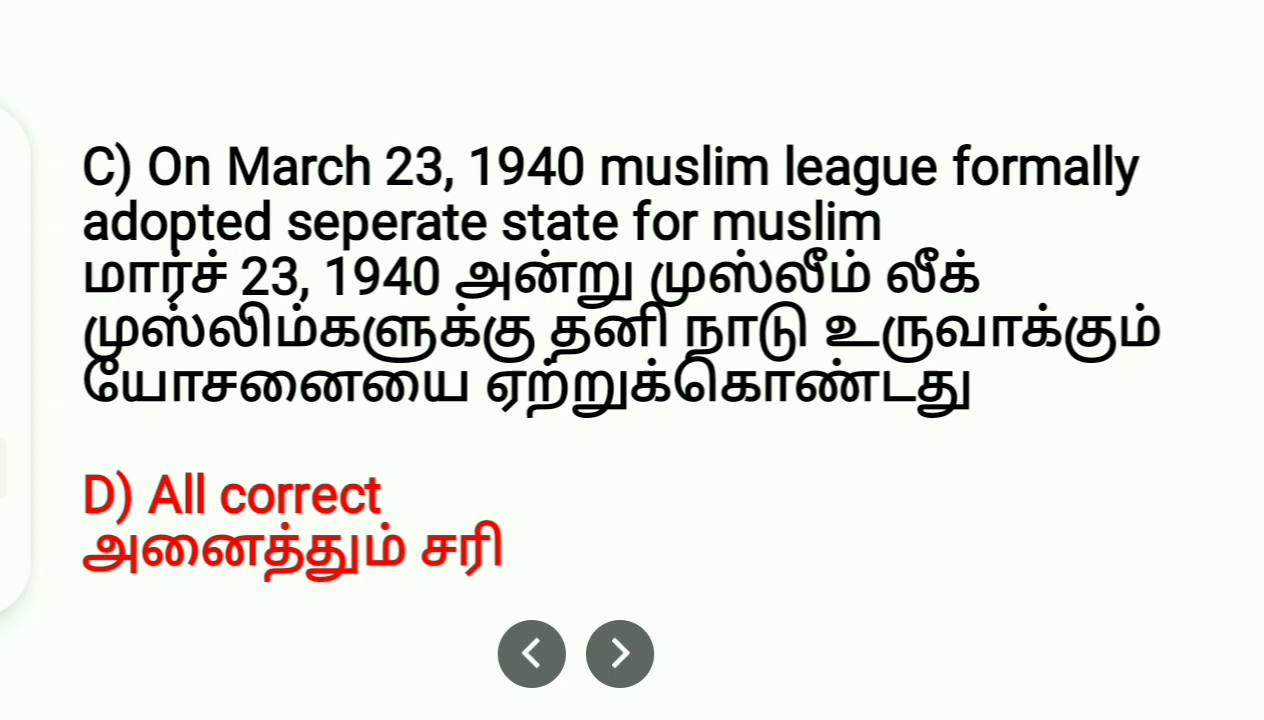 C) On March 23, 1940 muslim league formally
adopted seperate state for muslim
மார்ச் 23, 1940 அன்று முஸ்லீம் லீக்
முஸ்லிம்களுக்கு தனி நாடு உருவாக்கும்
யோசனையை ஏற்றுக்கொண்டது
D) All correct
அனைத்தும் சரி